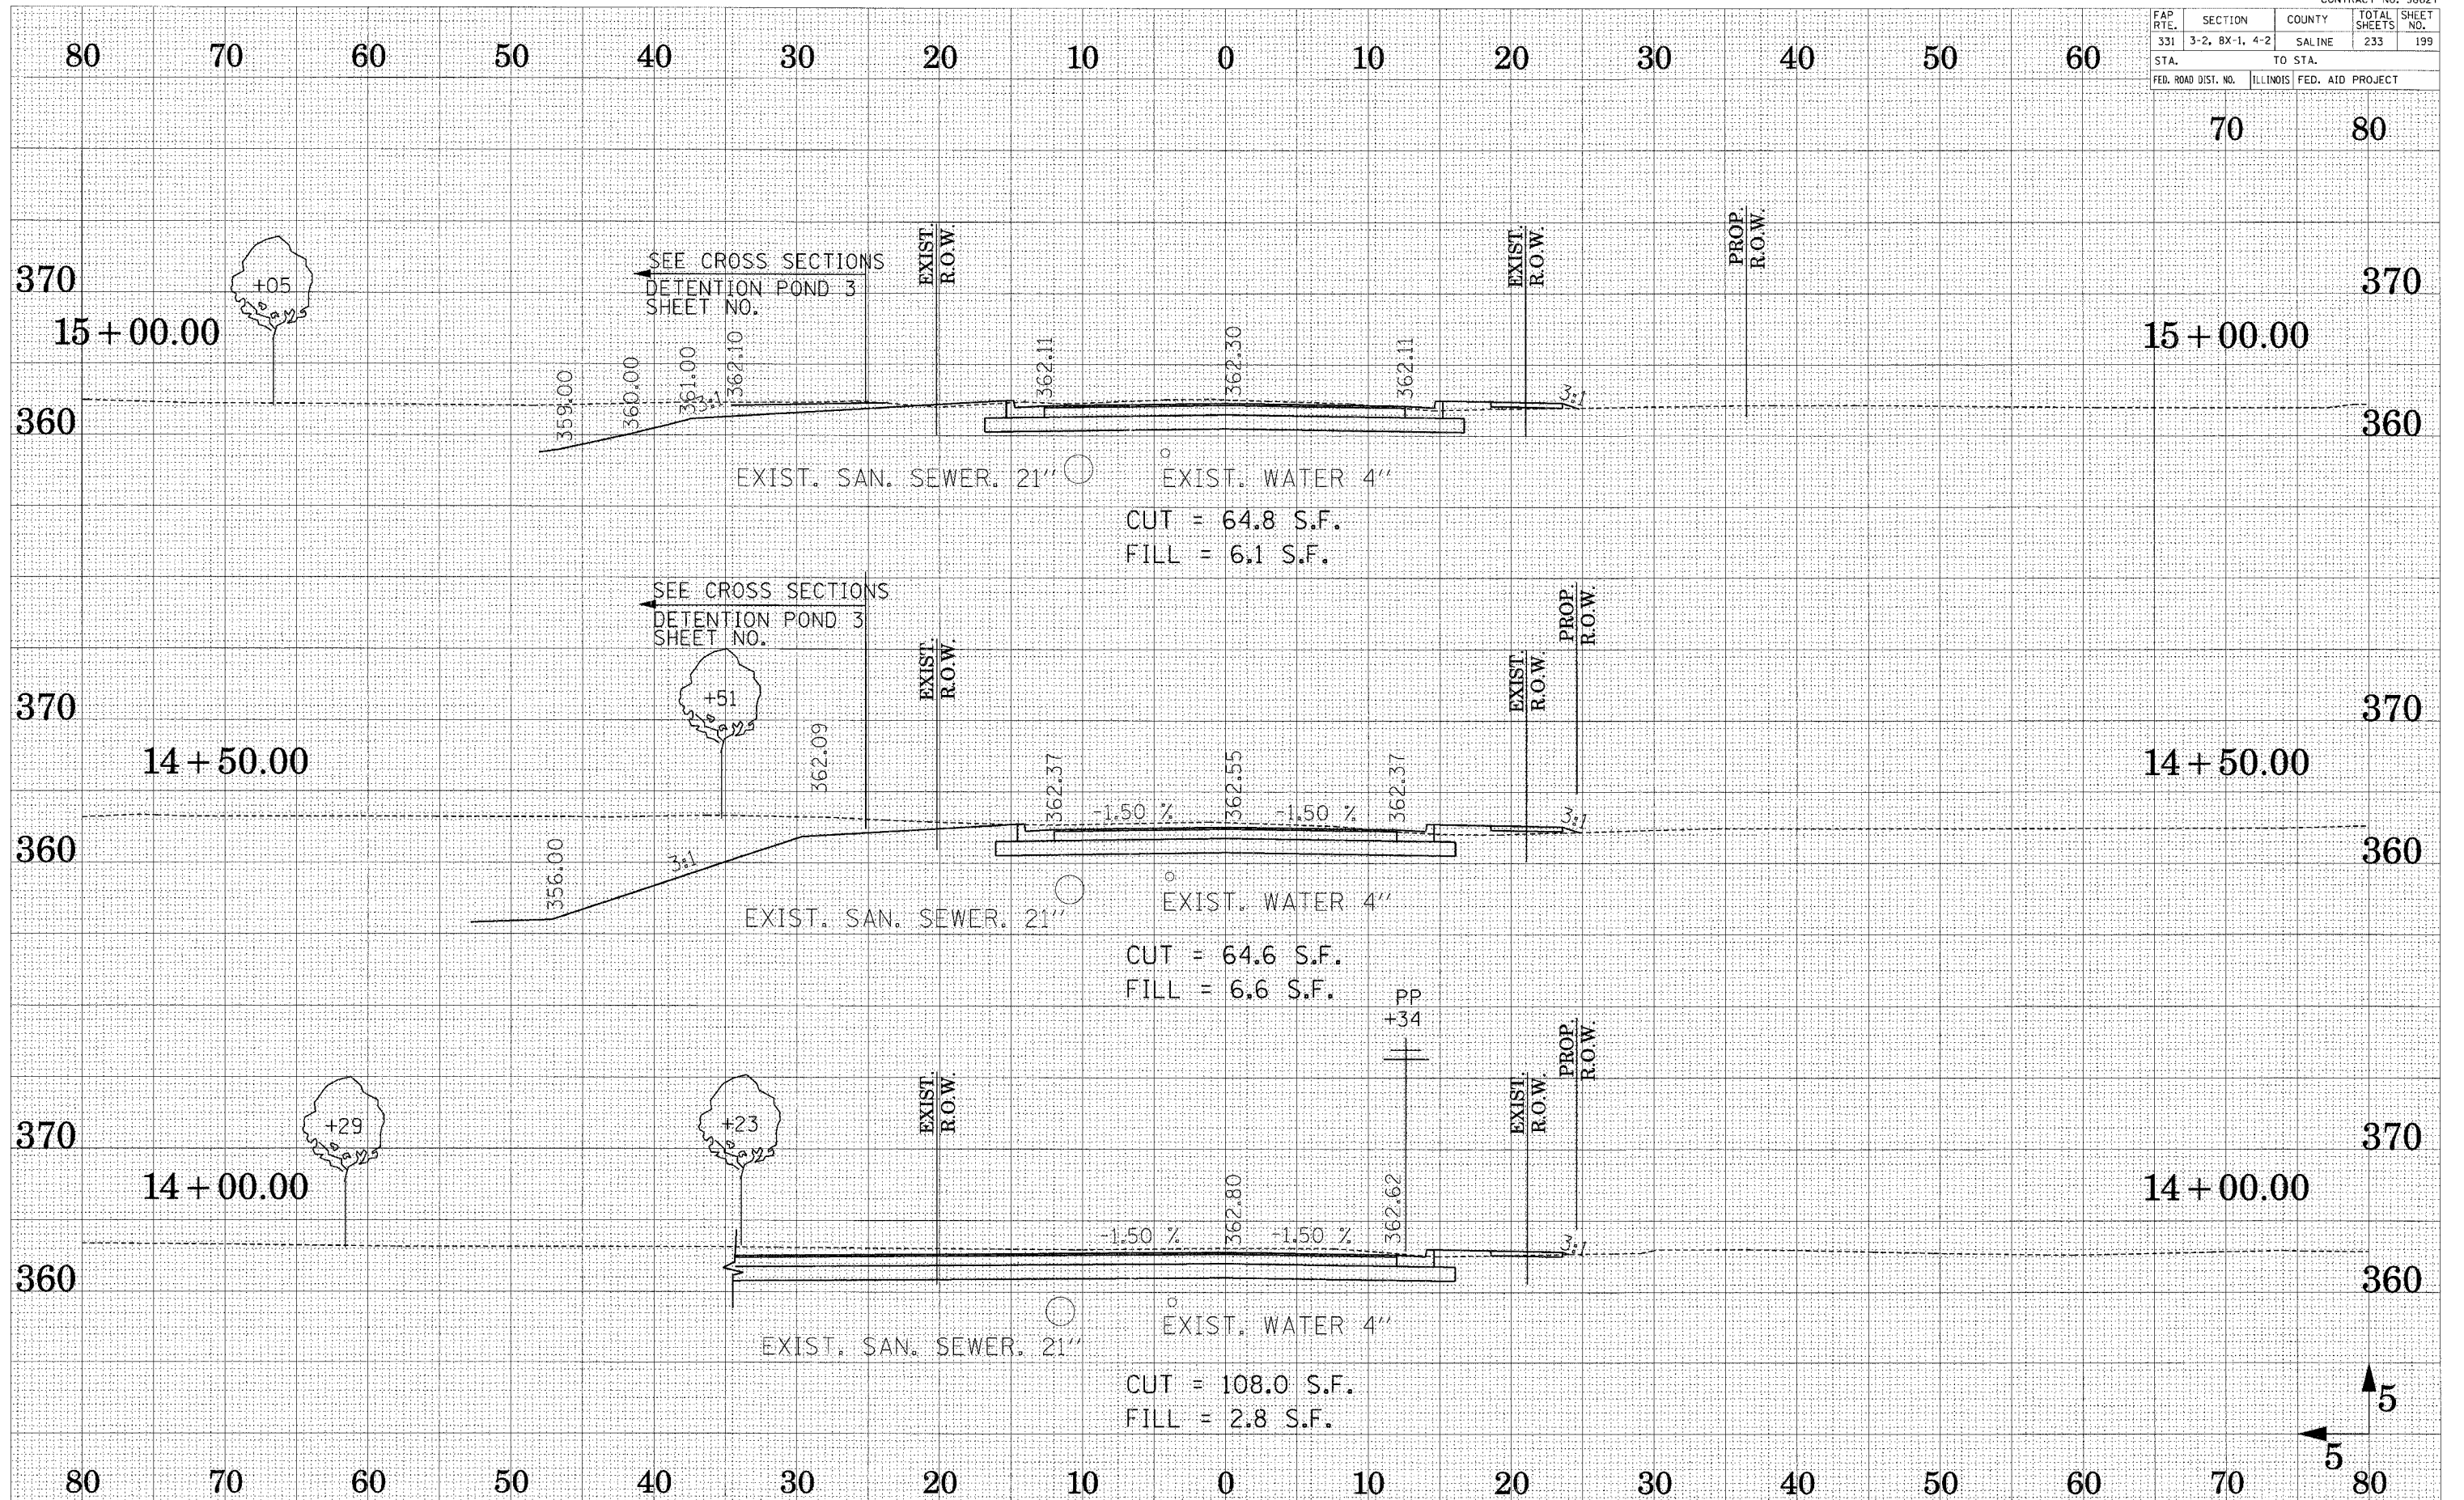 FAP RTE. SECTION COUNTY TOTAL SHEETS SHEET NO.
331 3-2, 8X-1, 4-2 SALINE 233 199
STA. TO STA.
FED. ROAD DIST. NO. ILLINOIS FED. AID PROJECT
80 70 60 50 40 30 20 10 0 10 20 30 40 50 60
70 80
EXIST. R.O.W.
EXIST. R.O.W.
PROP. R.O.W.
SEE CROSS SECTIONS
DETENTION POND 3
SHEET NO.
370
+05
370
15+00.00
15+00.00
359.00
360.00
361.00
362.10
362.11
362.30
362.11
3:1
3:1
360
360
EXIST. SAN. SEWER. 21"
EXIST. WATER 4"
CUT = 64.8 S.F.
FILL = 6.1 S.F.
SEE CROSS SECTIONS
DETENTION POND 3
SHEET NO.
EXIST. R.O.W.
EXIST. R.O.W.
PROP. R.O.W.
370
+51
370
14+50.00
14+50.00
356.00
362.09
362.37
-1.50 %
362.55
-1.50 %
362.37
3:1
3:1
360
360
EXIST. SAN. SEWER. 21"
EXIST. WATER 4"
CUT = 64.6 S.F.
FILL = 6.6 S.F.
PP
+34
EXIST. R.O.W.
EXIST. R.O.W.
PROP. R.O.W.
370
+29
+23
370
14+00.00
14+00.00
-1.50 %
362.80
-1.50 %
362.62
3:1
360
360
EXIST. SAN. SEWER. 21"
EXIST. WATER 4"
CUT = 108.0 S.F.
FILL = 2.8 S.F.
5
5
80 70 60 50 40 30 20 10 0 10 20 30 40 50 60 70 80